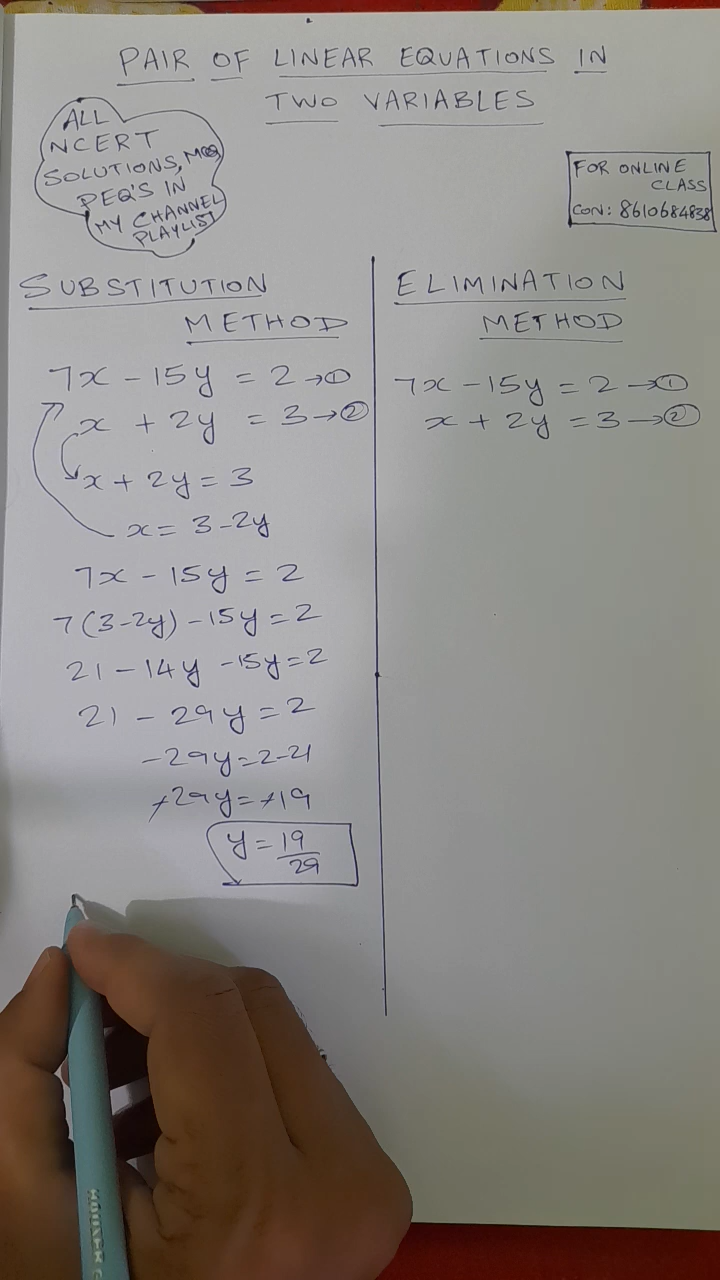 PAIR OF LINEAR EQUATIONS IN
TWO VARIABLES
ALL
NCERT
SOLUTIONS, MCQ,
PEQ'S IN
MY CHANNEL
PLAYLIST
FOR ONLINE
CLASS
CON: 8610684838
SUBSTITUTION
METHOD
7x - 15y = 2 → ①
x + 2y = 3 → ②
x + 2y = 3
x = 3 - 2y
7x - 15y = 2
7(3-2y) - 15y = 2
21 - 14y - 15y = 2
21 - 29y = 2
-29y = 2-21
-29y = -19
y = 19/29
ELIMINATION
METHOD
7x - 15y = 2 → ①
x + 2y = 3 → ②